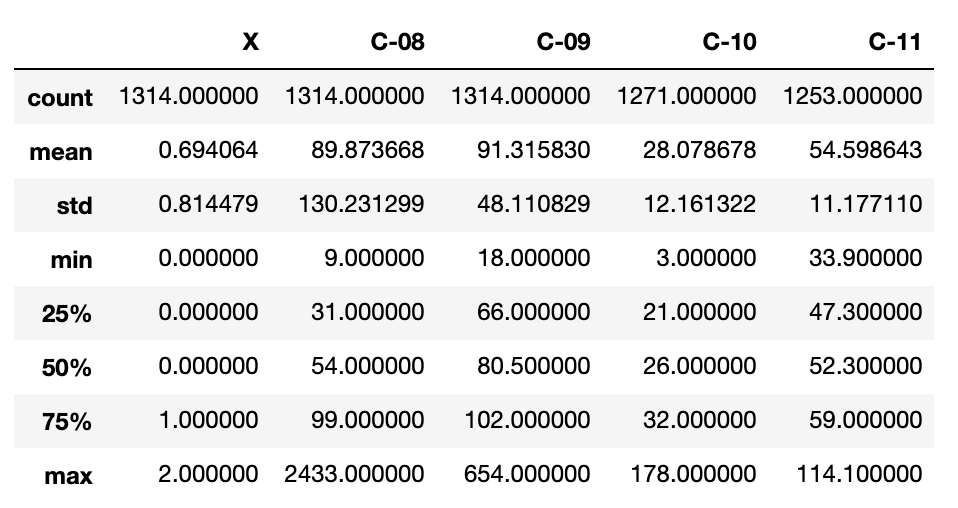 X C-08 C-09 C-10 C-11
count 1314.000000 1314.000000 1314.000000 1271.000000 1253.000000
mean 0.694064 89.873668 91.315830 28.078678 54.598643
std 0.814479 130.231299 48.110829 12.161322 11.177110
min 0.000000 9.000000 18.000000 3.000000 33.900000
25% 0.000000 31.000000 66.000000 21.000000 47.300000
50% 0.000000 54.000000 80.500000 26.000000 52.300000
75% 1.000000 99.000000 102.000000 32.000000 59.000000
max 2.000000 2433.000000 654.000000 178.000000 114.100000